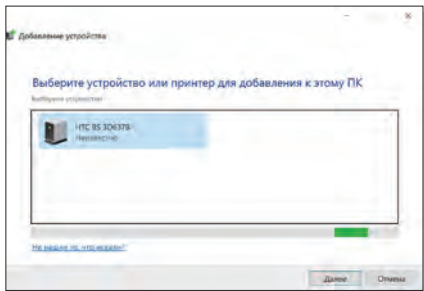 Добавление устройства
Выберите устройство или принтер для добавления к этому ПК
Выберите устройство
HTC BS 3D6378
Неизвестно
Не нашли то, что искали?
Далее
Отмена